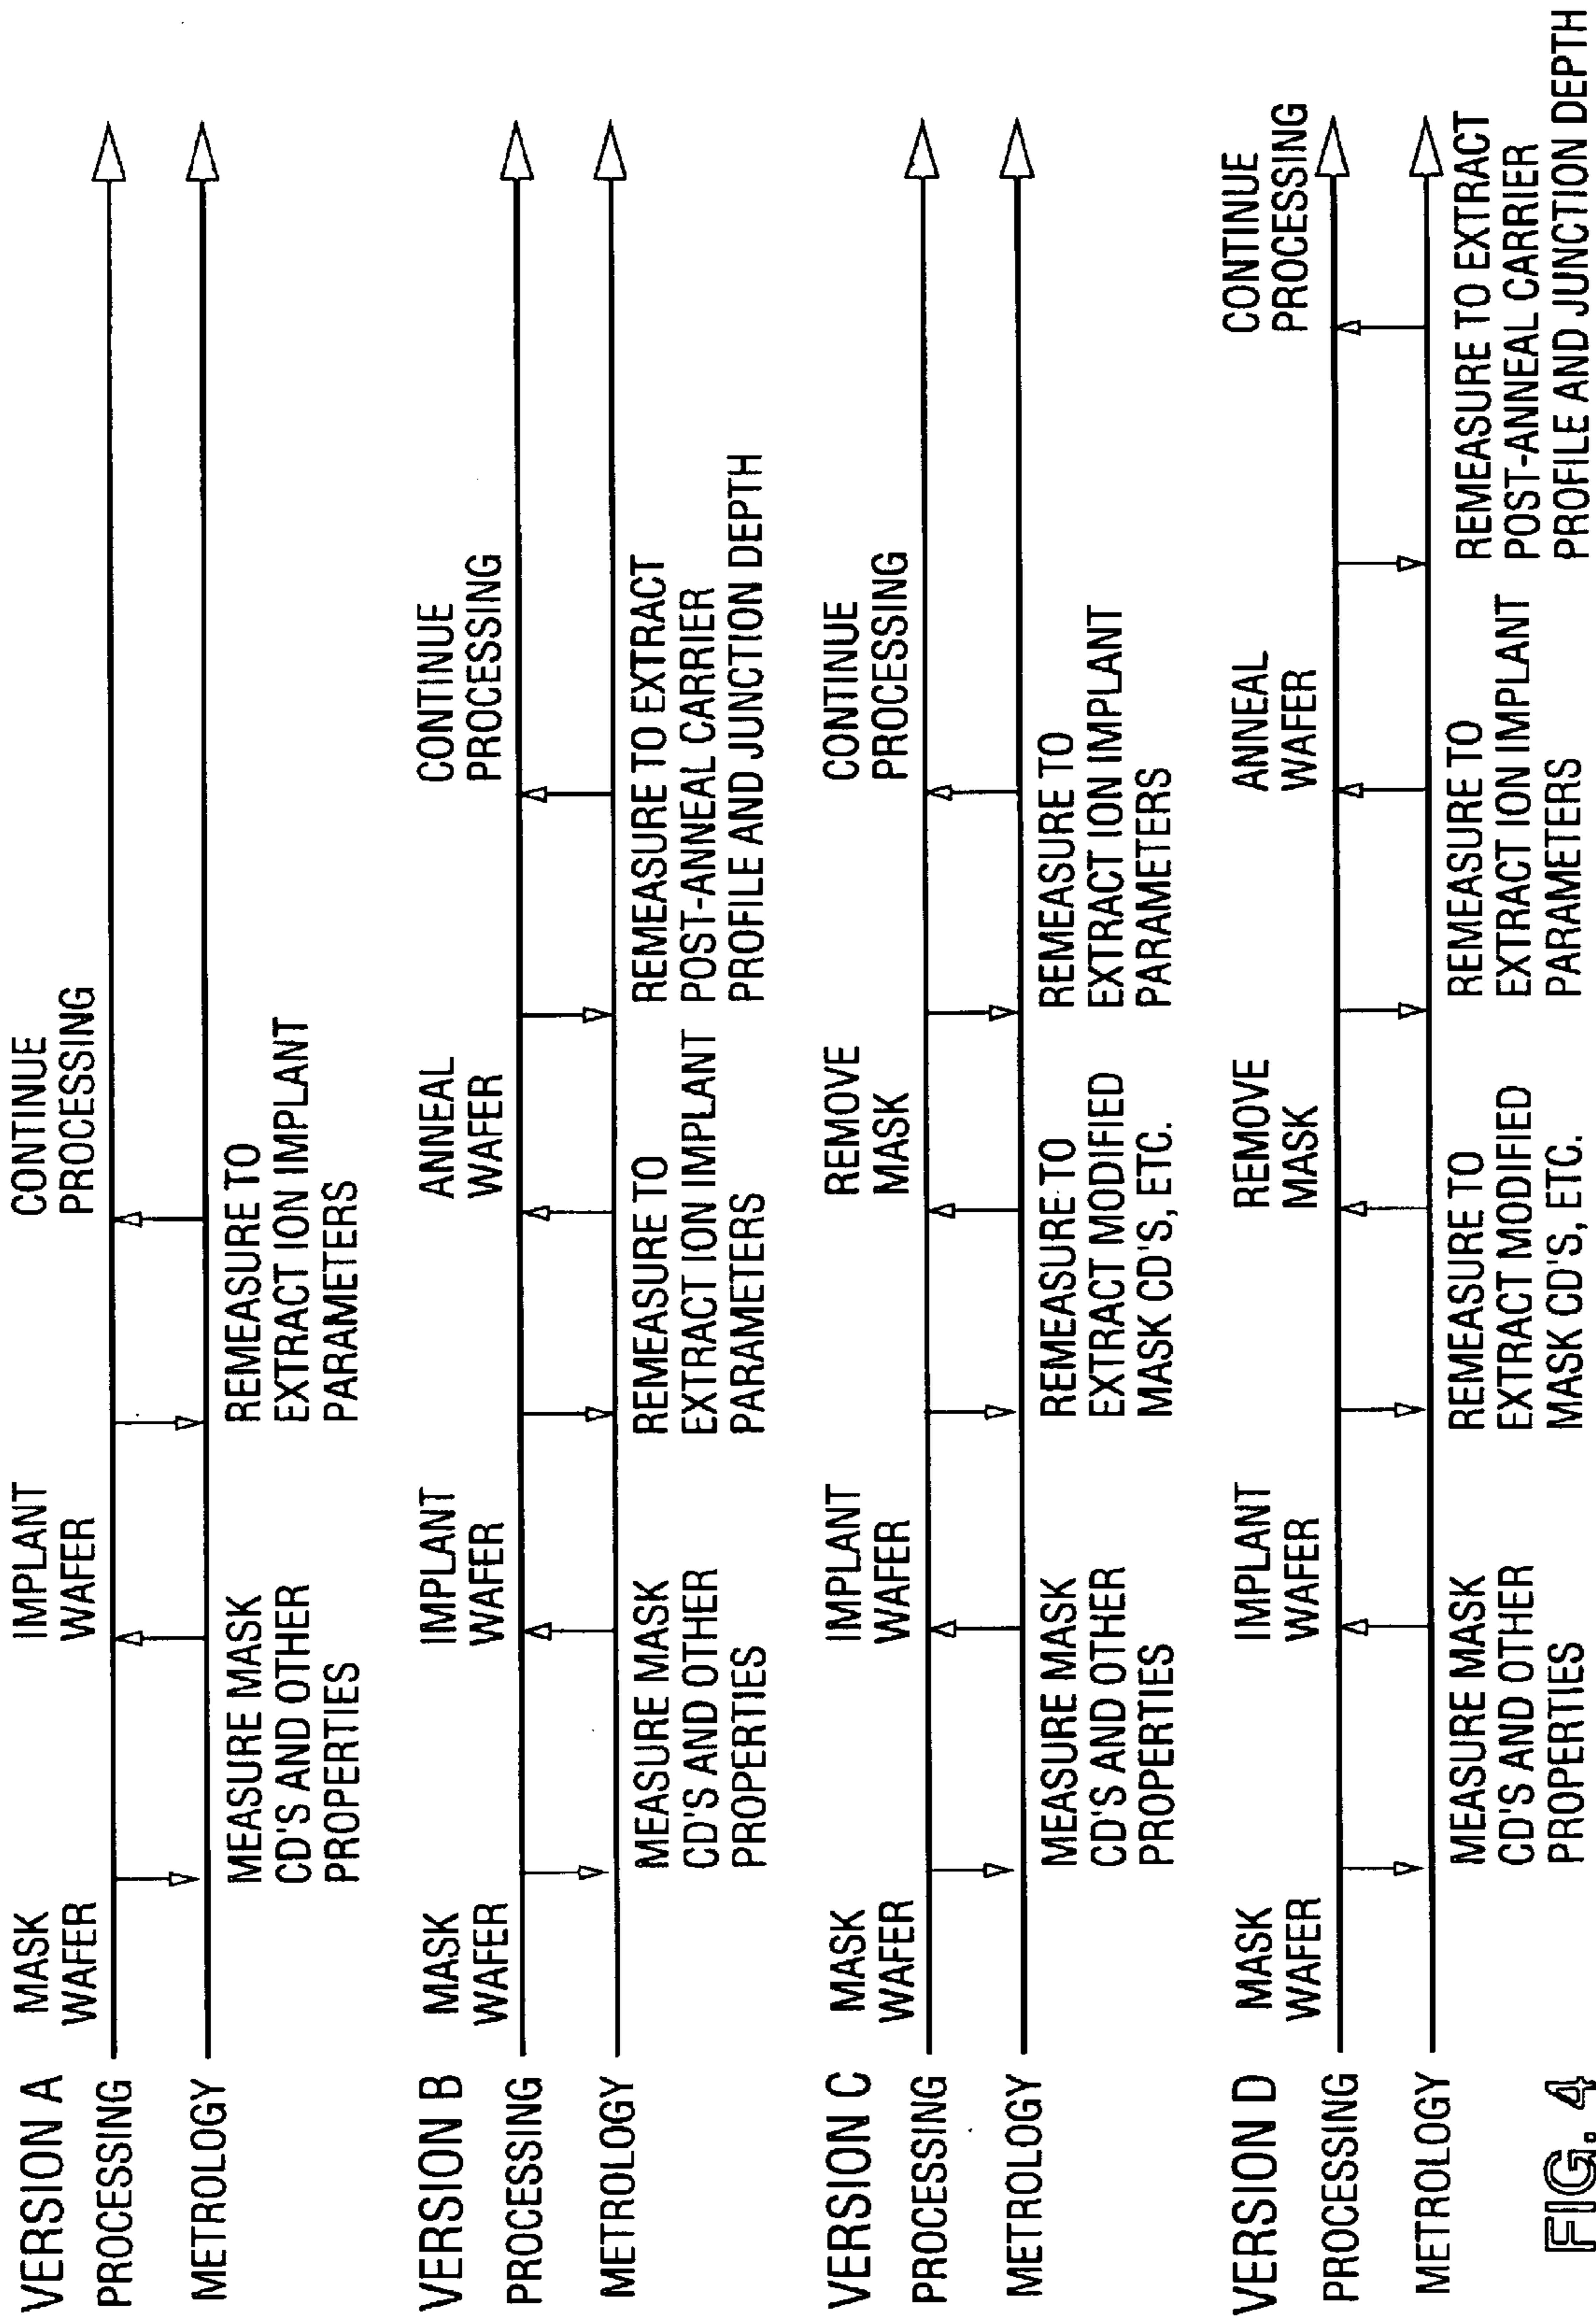 VERSION A
MASK
WAFER
IMPLANT
WAFER
CONTINUE
PROCESSING
PROCESSING
METROLOGY
MEASURE MASK
CD'S AND OTHER
PROPERTIES
REMEASURE TO
EXTRACT ION IMPLANT
PARAMETERS
VERSION B
MASK
WAFER
IMPLANT
WAFER
ANNEAL
WAFER
CONTINUE
PROCESSING
PROCESSING
METROLOGY
MEASURE MASK
CD'S AND OTHER
PROPERTIES
REMEASURE TO
EXTRACT ION IMPLANT
PARAMETERS
REMEASURE TO EXTRACT
POST-ANNEAL CARRIER
PROFILE AND JUNCTION DEPTH
VERSION C
MASK
WAFER
IMPLANT
WAFER
REMOVE
MASK
CONTINUE
PROCESSING
PROCESSING
METROLOGY
MEASURE MASK
CD'S AND OTHER
PROPERTIES
REMEASURE TO
EXTRACT MODIFIED
MASK CD'S, ETC.
REMEASURE TO
EXTRACT ION IMPLANT
PARAMETERS
VERSION D
MASK
WAFER
IMPLANT
WAFER
REMOVE
MASK
ANNEAL
WAFER
CONTINUE
PROCESSING
PROCESSING
METROLOGY
MEASURE MASK
CD'S AND OTHER
PROPERTIES
REMEASURE TO
EXTRACT MODIFIED
MASK CD'S, ETC.
REMEASURE TO
EXTRACT ION IMPLANT
PARAMETERS
REMEASURE TO EXTRACT
POST-ANNEAL CARRIER
PROFILE AND JUNCTION DEPTH
FIG. 4